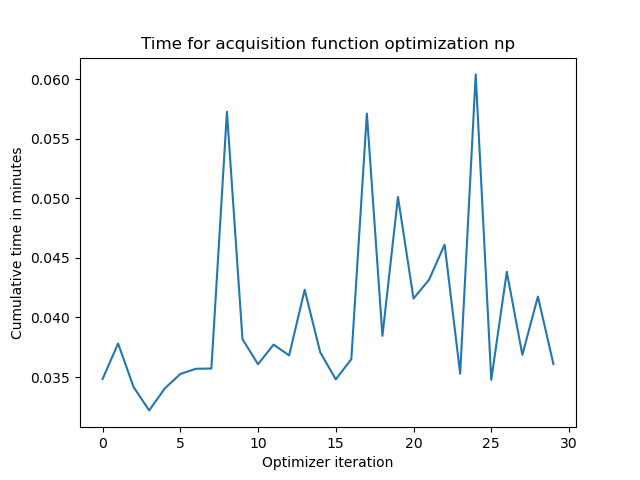 Time for acquisition function optimization np
Cumulative time in minutes
0.060
0.055
0.050
0.045
0.040
0.035
0 5 10 15 20 25 30
Optimizer iteration